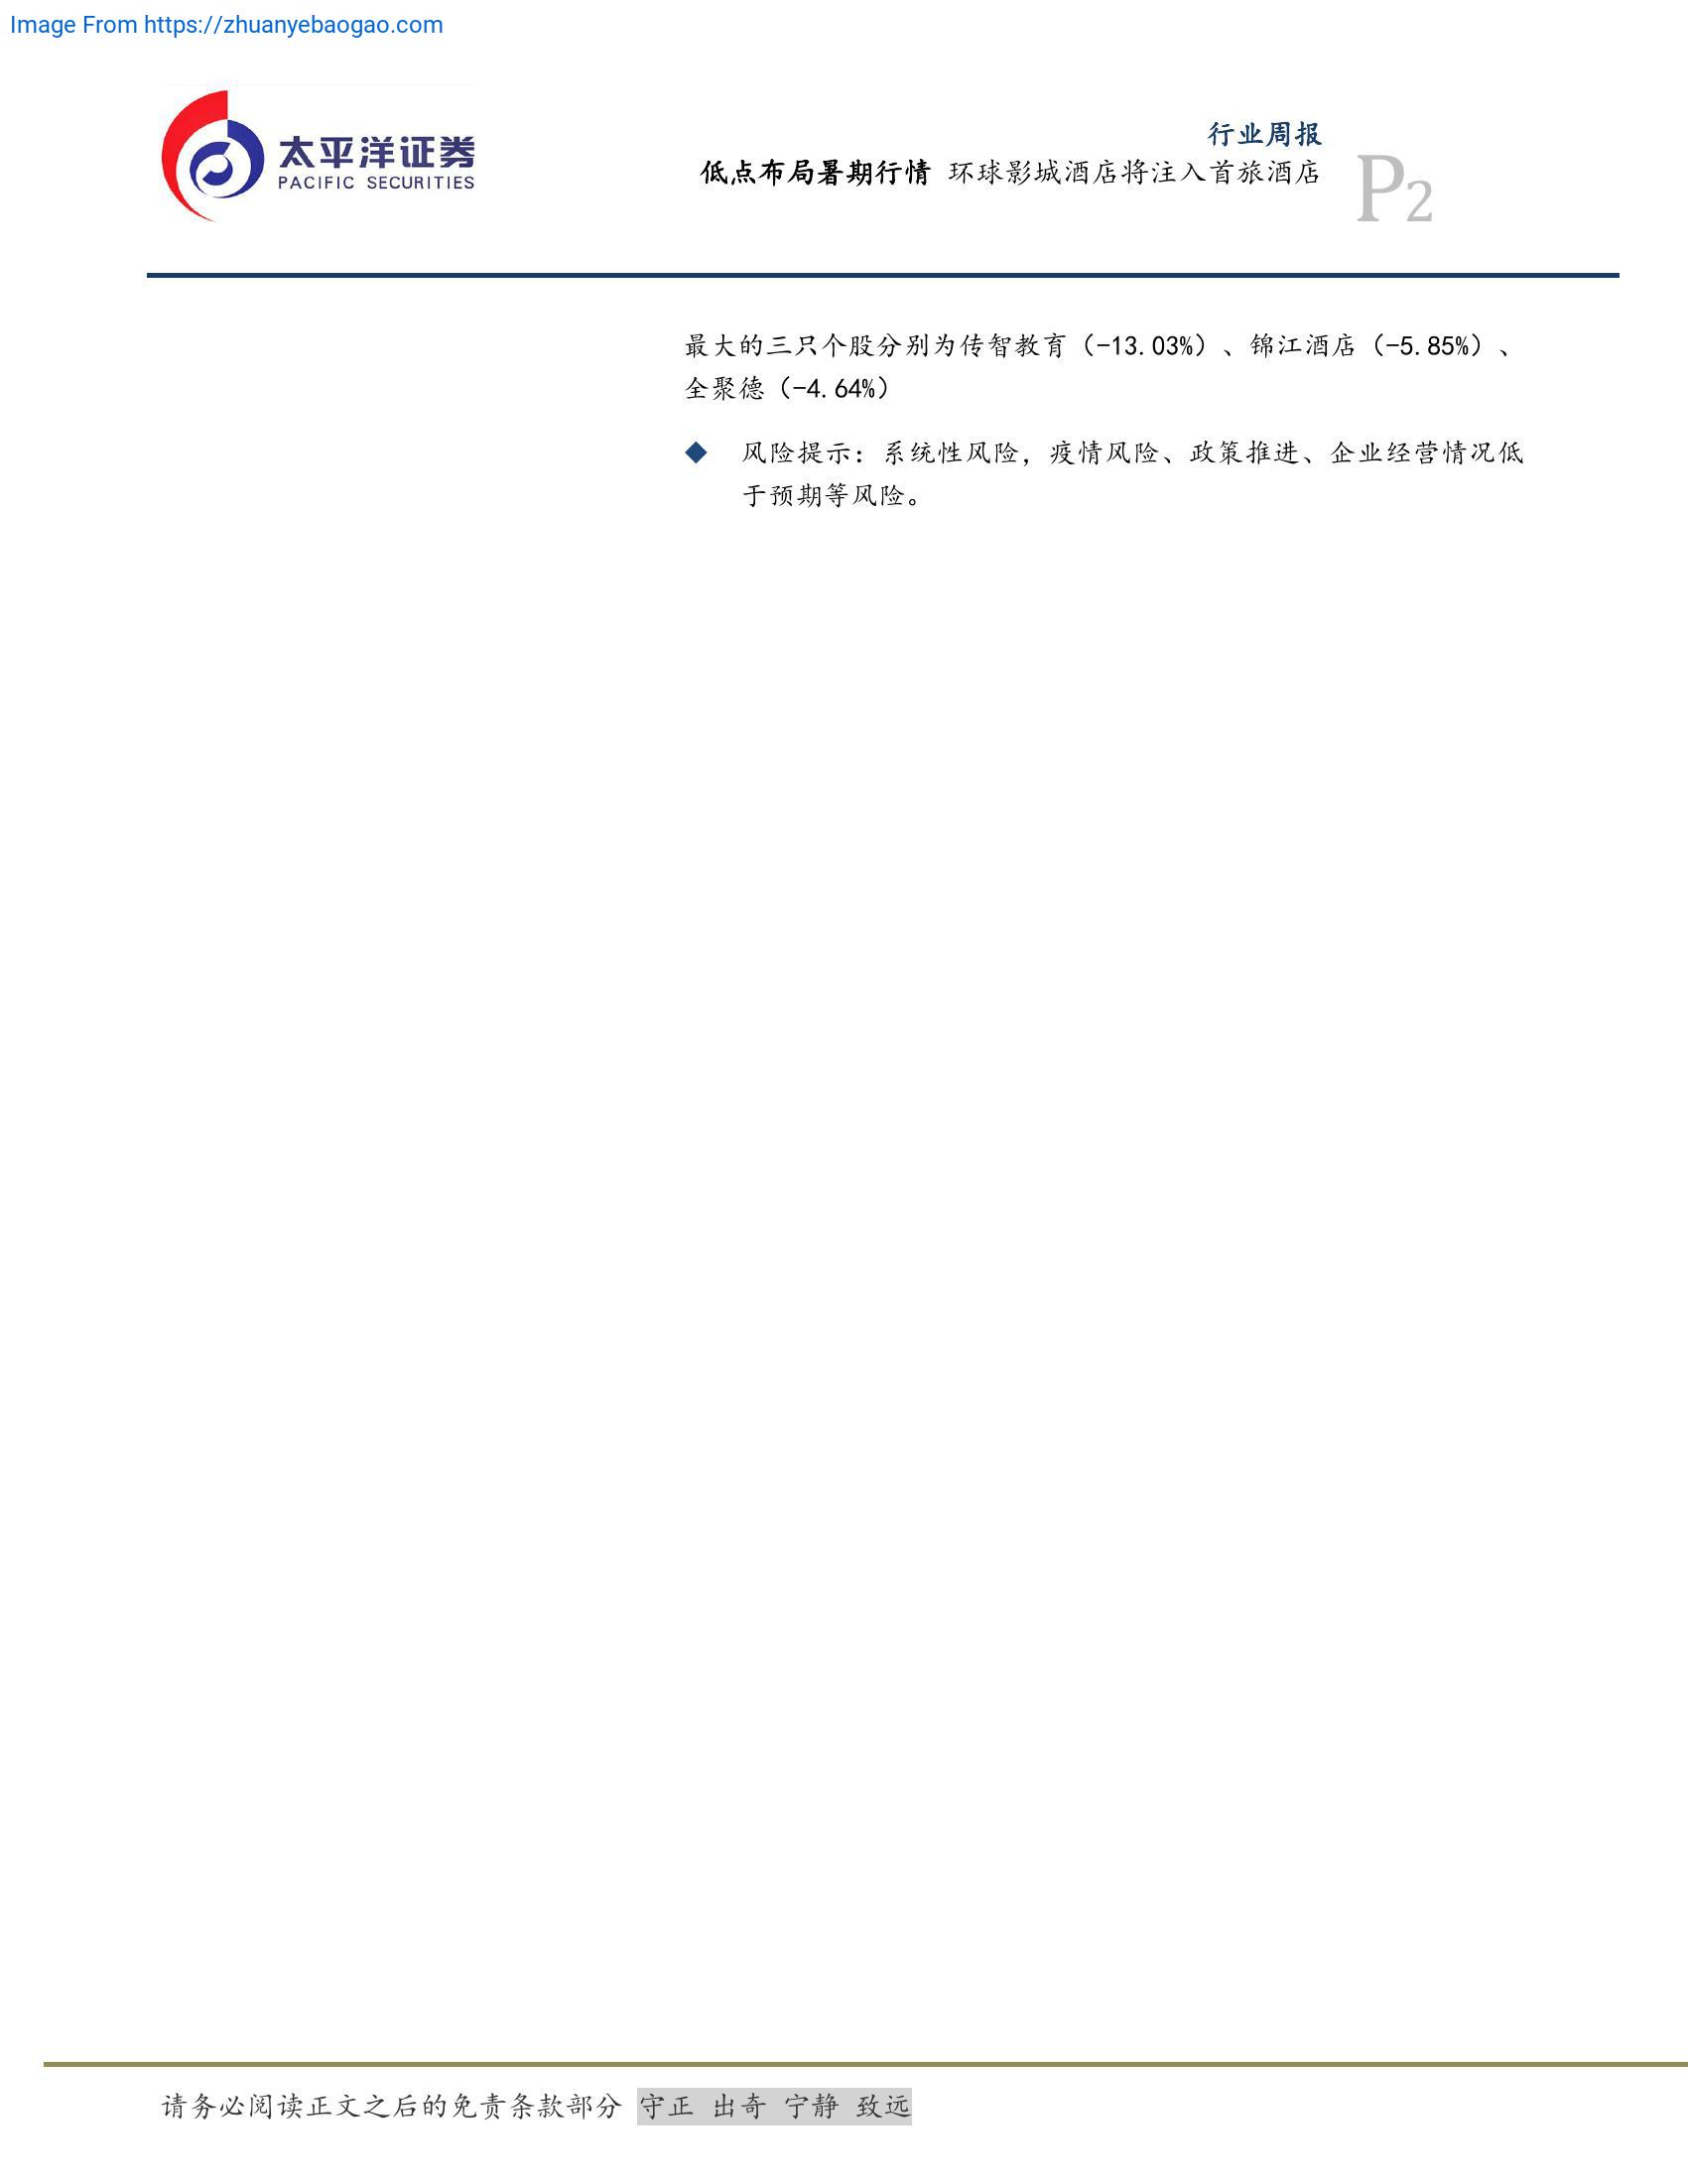 Image From https://zhuanyebaogao.com
太平洋证券
PACIFIC SECURITIES
行业周报
低点布局暑期行情 环球影城酒店将注入首旅酒店
P2
最大的三只个股分别为传智教育（-13.03%）、锦江酒店（-5.85%）、
全聚德（-4.64%）
◆ 风险提示：系统性风险，疫情风险、政策推进、企业经营情况低
于预期等风险。
请务必阅读正文之后的免责条款部分 守正 出奇 宁静 致远